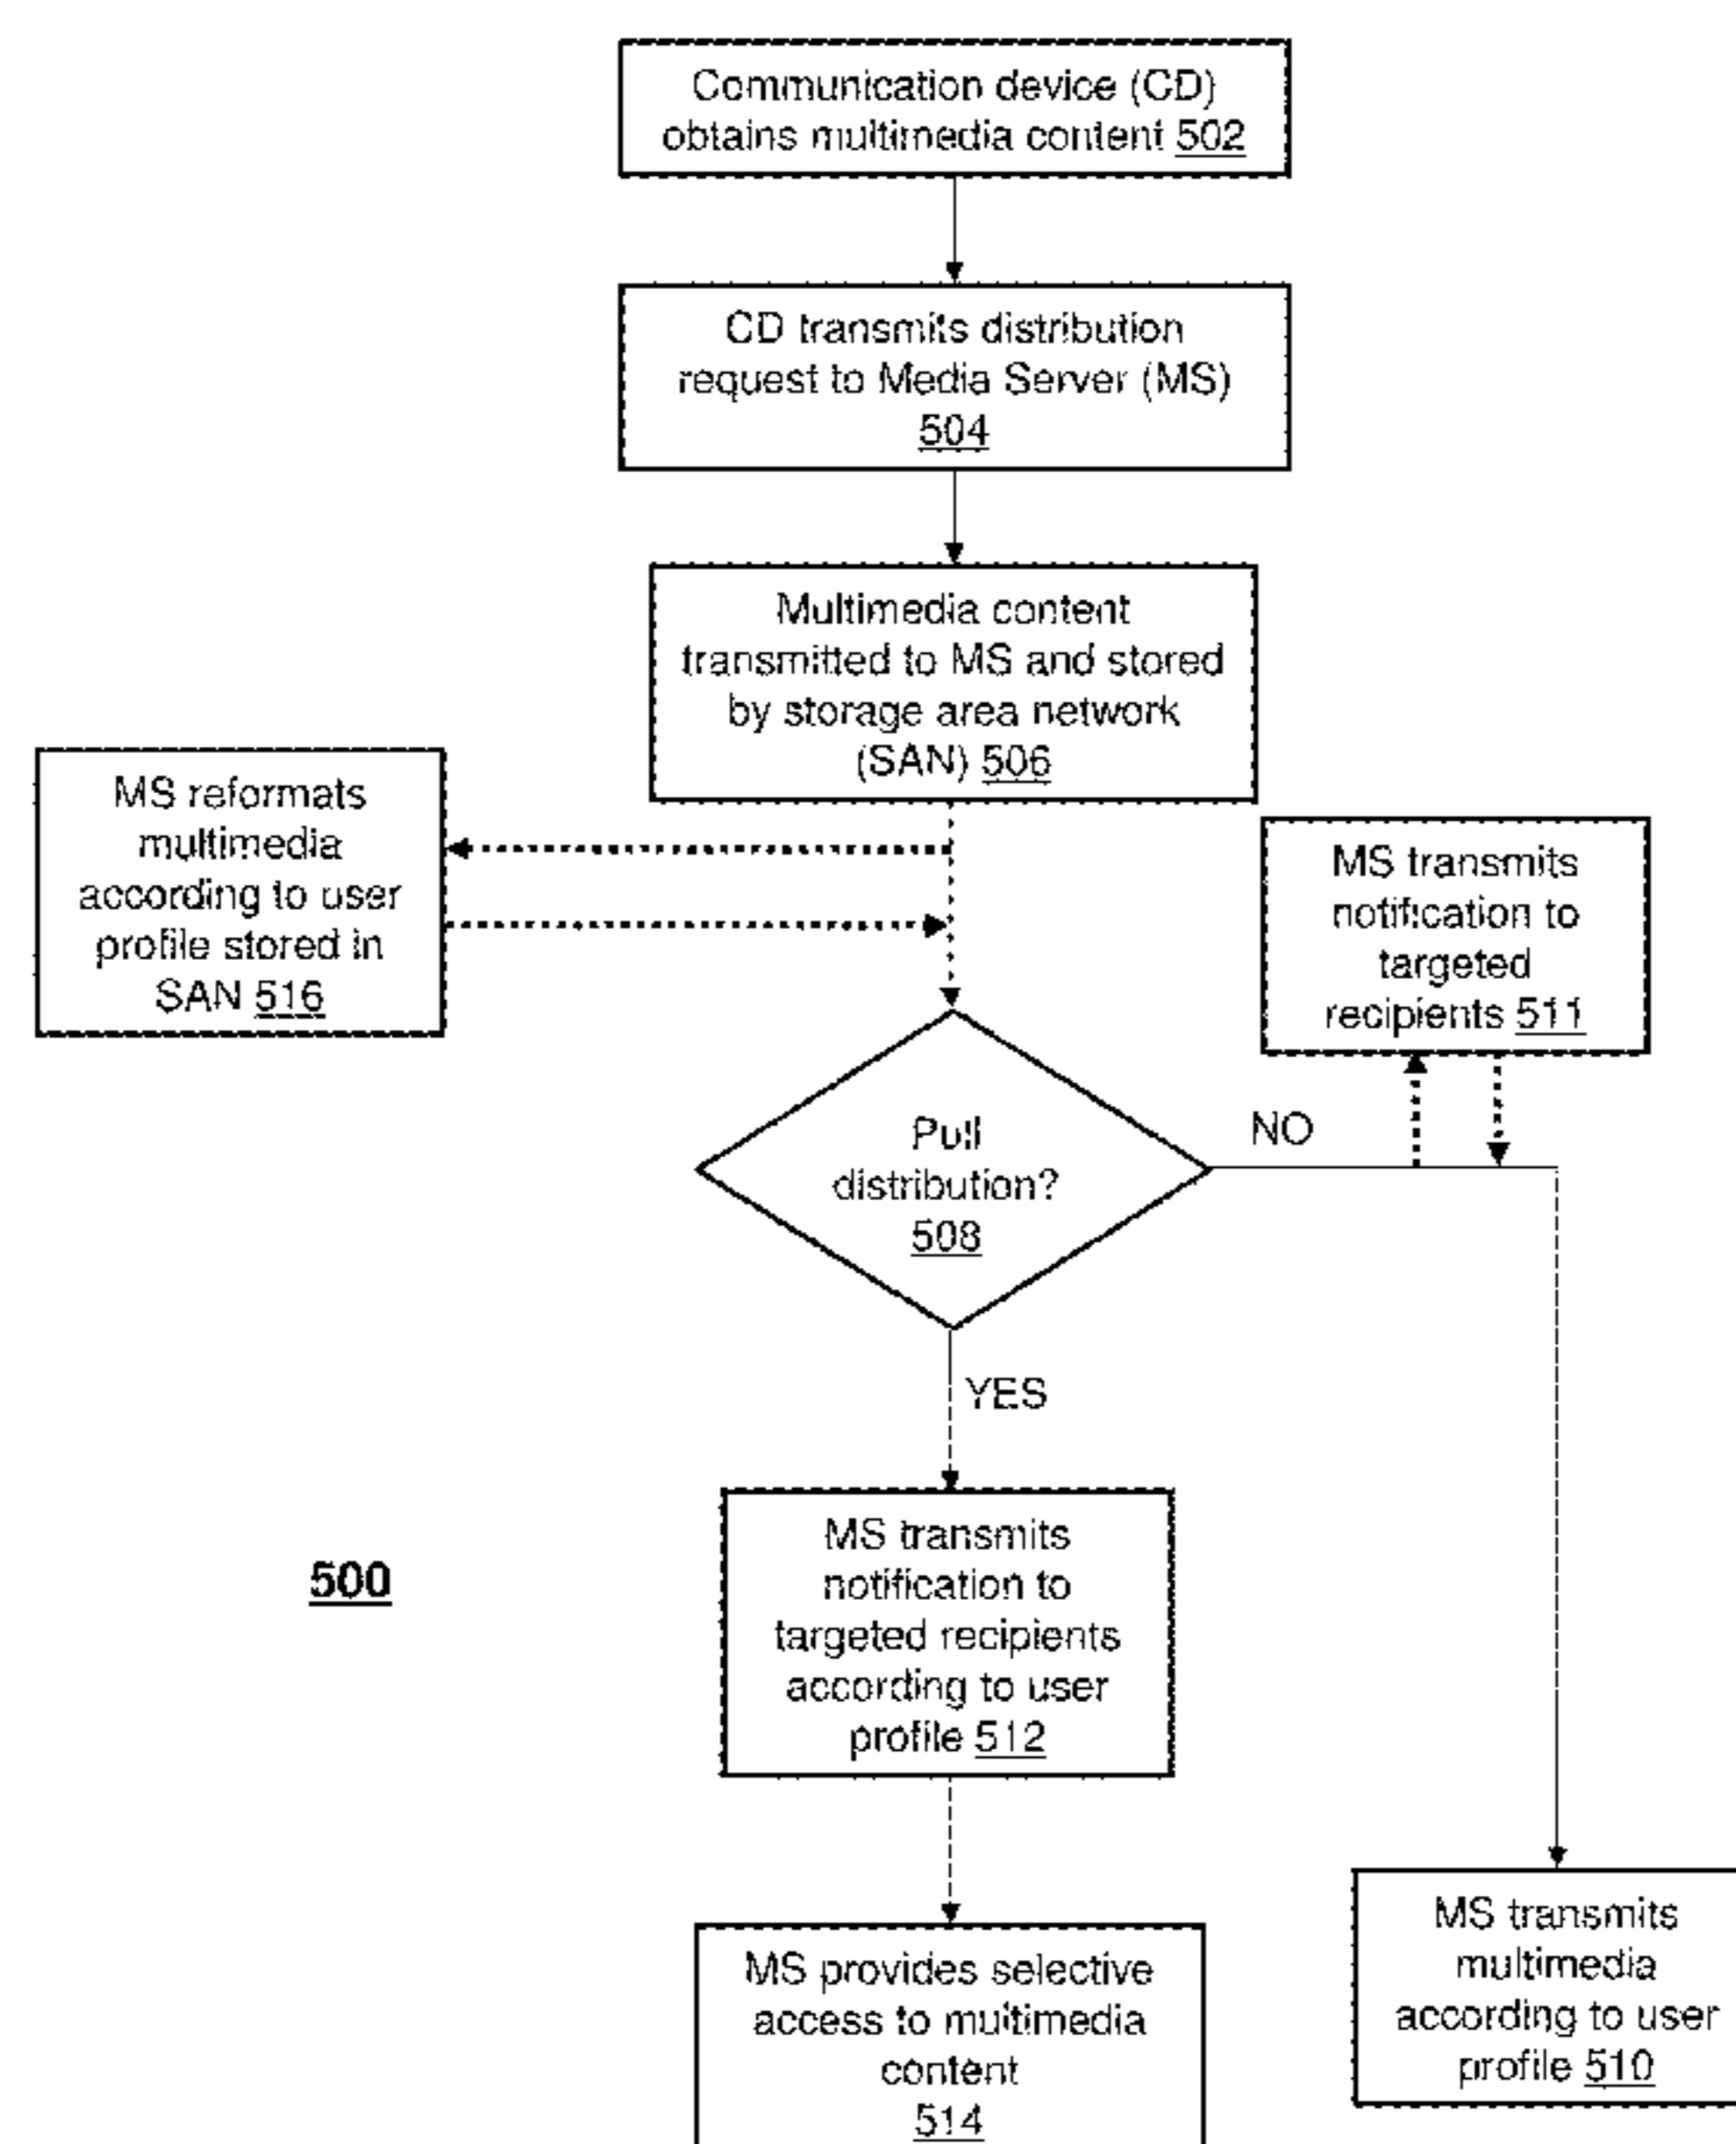 Communication device (CD)
obtains multimedia content 502
CD transmits distribution
request to Media Server (MS)
504
Multimedia content
transmitted to MS and stored
by storage area network
(SAN) 506
MS reformats
multimedia
according to user
profile stored in
SAN 516
MS transmits
notification to
targeted
recipients 511
Pull
distribution?
508
NO
YES
MS transmits
notification to
targeted recipients
according to user
profile 512
500
MS provides selective
access to multimedia
content
514
MS transmits
multimedia
according to user
profile 510